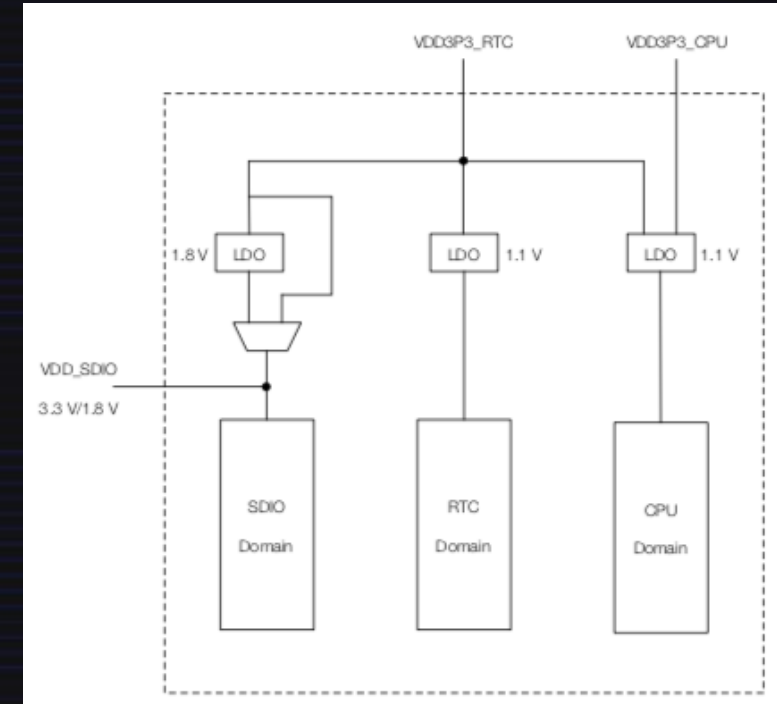 VDD3P3_RTC
VDD3P3_CPU
1.8 V
LDO
LDO
1.1 V
LDO
1.1 V
VDD_SDIO
3.3 V/1.8 V
SDIO
Domain
RTC
Domain
CPU
Domain